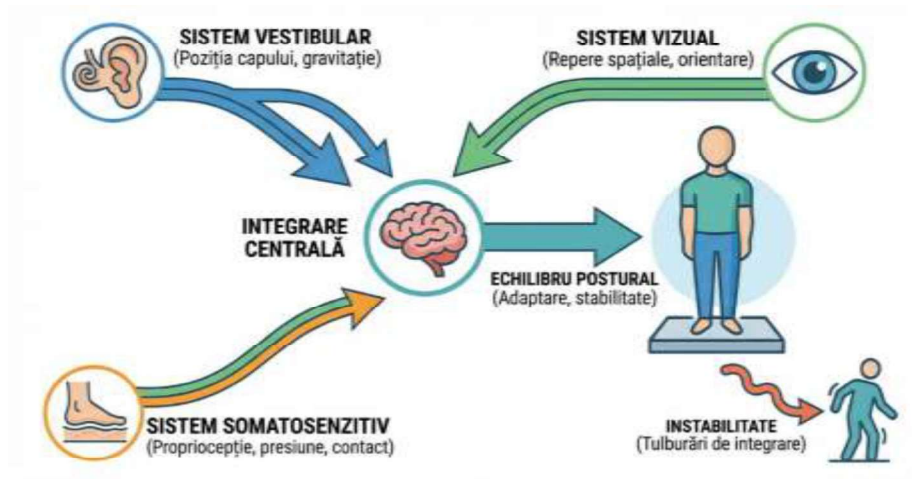 SISTEM VESTIBULAR
(Poziția capului, gravitație)
SISTEM VIZUAL
(Repere spațiale, orientare)
INTEGRARE
CENTRALĂ
ECHILIBRU POSTURAL
(Adaptare, stabilitate)
SISTEM SOMATOSENZITIV
(Propriocepție, presiune, contact)
INSTABILITATE
(Tulburări de integrare)